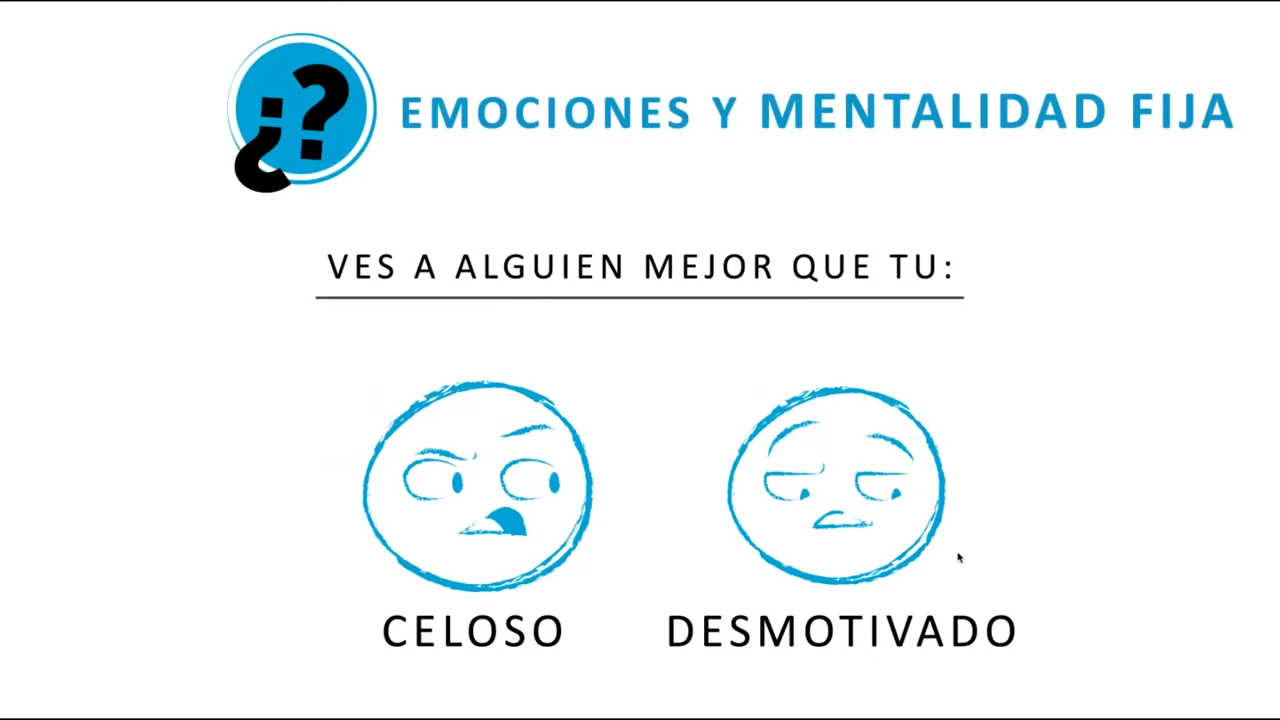 ¿?
EMOCIONES Y MENTALIDAD FIJA
VES A ALGUIEN MEJOR QUE TU:
CELOSO
DESMOTIVADO